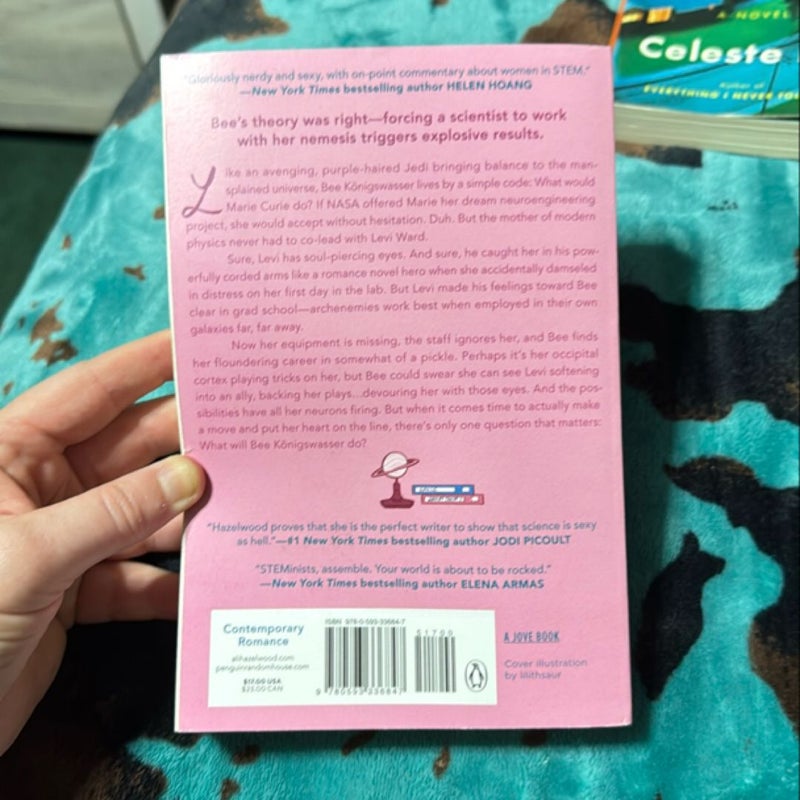 "Gloriously nerdy and sexy, with on-point commentary about women in STEM."
—New York Times bestselling author HELEN HOANG
Bee's theory was right—forcing a scientist to work
with her nemesis triggers explosive results.
Like an avenging, purple-haired Jedi bringing balance to the man-
splained universe, Bee Königswasser lives by a simple code: What would
Marie Curie do? If NASA offered Marie her dream neuroengineering
project, she would accept without hesitation. Duh. But the mother of modern
physics never had to co-lead with Levi Ward.
Sure, Levi has soul-piercing eyes. And sure, he caught her in his pow-
erfully corded arms like a romance novel hero when she accidentally damseled
in distress on her first day in the lab. But Levi made his feelings toward Bee
clear in grad school—archenemies work best when employed in their own
galaxies far, far away.
Now her equipment is missing, the staff ignores her, and Bee finds
her floundering career in somewhat of a pickle. Perhaps it's her occipital
cortex playing tricks on her, but Bee could swear she can see Levi softening
into an ally, backing her plays...devouring her with those eyes. And the pos-
sibilities have all her neurons firing. But when it comes time to actually make
a move and put her heart on the line, there's only one question that matters:
What will Bee Königswasser do?
"Hazelwood proves that she is the perfect writer to show that science is sexy
as hell."—#1 New York Times bestselling author JODI PICOULT
"STEMinists, assemble. Your world is about to be rocked."
—New York Times bestselling author ELENA ARMAS
Contemporary
Romance
alihazelwood.com
penguinrandomhouse.com
$17.00 USA
$23.00 CAN
ISBN 978-0-593-33684-7
51700
9 780593 336847
A JOVE BOOK
Cover illustration
by lilithsaur
A NOVEL
Celeste
Author of
EVERYTHING I NEVER